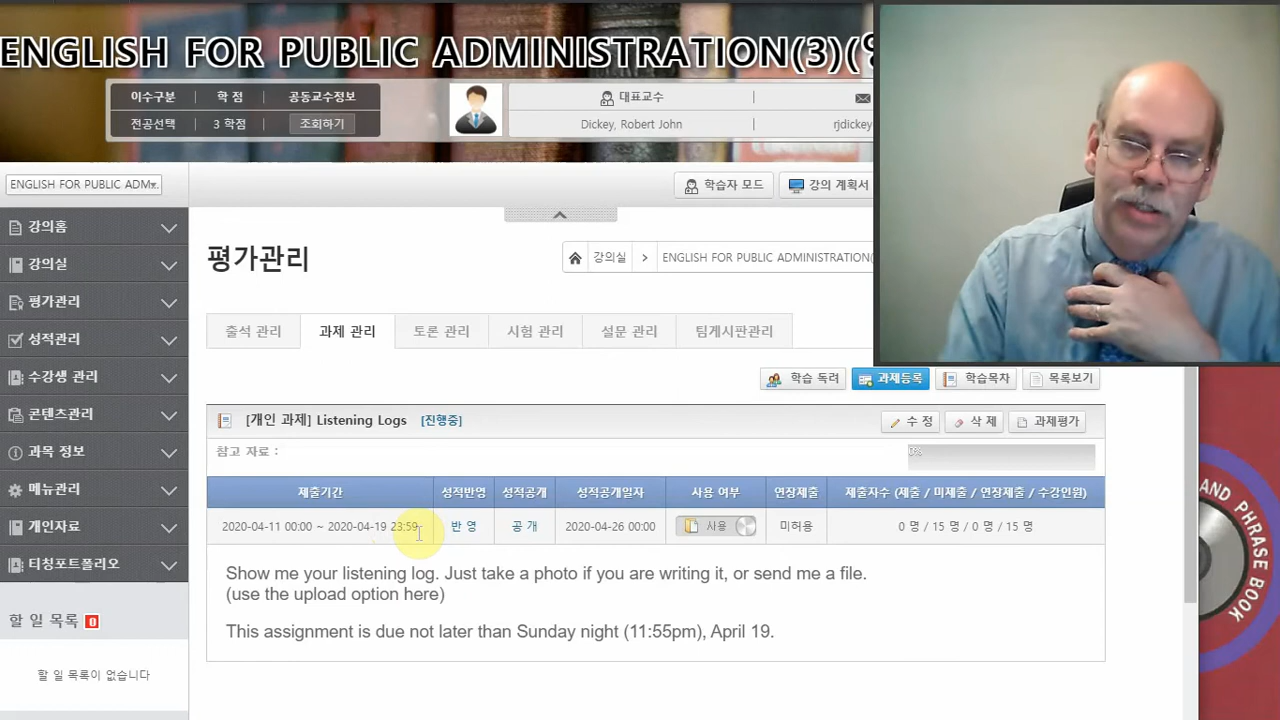 ENGLISH FOR PUBLIC ADMINISTRATION(3)(
이수구분 학 점 공동교수정보
전공선택 3 학점 조회하기
대표교수
Dickey, Robert John rjdickey
ENGLISH FOR PUBLIC ADM
학습자 모드 강의 계획서
강의홈
강의실
평가관리
성적관리
수강생 관리
콘텐츠관리
과목 정보
메뉴관리
개인자료
티칭포트폴리오
할 일 목록 0
할 일 목록이 없습니다
평가관리
강의실 > ENGLISH FOR PUBLIC ADMINISTRATION(
출석 관리 과제 관리 토론 관리 시험 관리 설문 관리 팀게시판관리
학습 독려 과제등록 학습목차 목록보기
[개인 과제] Listening Logs [진행중] 수 정 삭 제 과제평가
참고 자료 : 0%
제출기간 성적반영 성적공개 성적공개일자 사용 여부 연장제출 제출자수 (제출 / 미제출 / 연장제출 / 수강인원)
2020-04-11 00:00 ~ 2020-04-19 23:59 반 영 공 개 2020-04-26 00:00 사용 미허용 0 명 / 15 명 / 0 명 / 15 명
Show me your listening log. Just take a photo if you are writing it, or send me a file.
(use the upload option here)
This assignment is due not later than Sunday night (11:55pm), April 19.
AND PHRASE BOOK